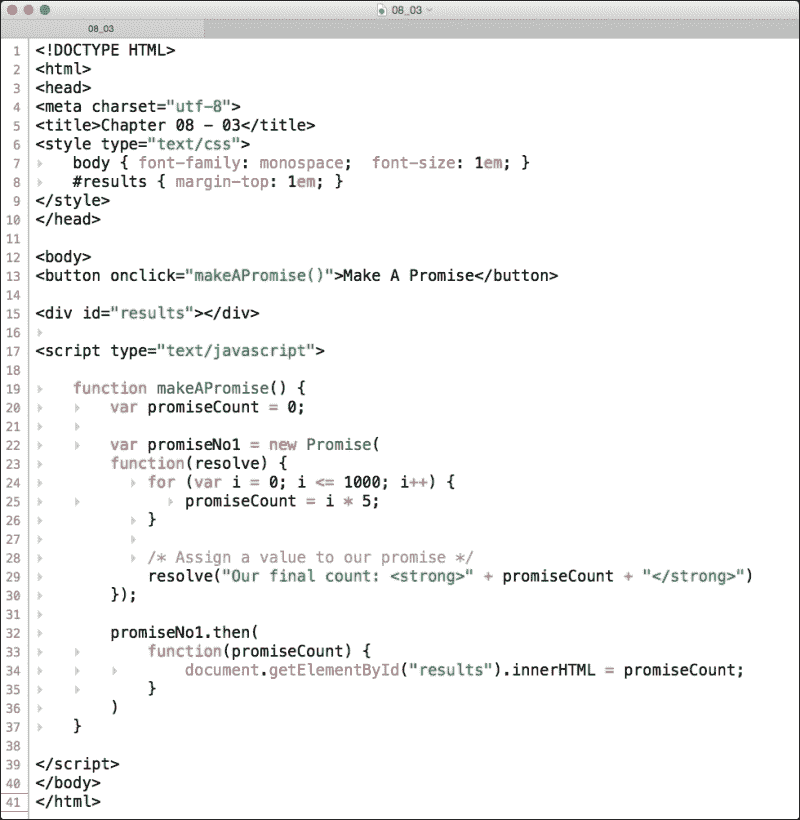 08_03
08_03
1 <!DOCTYPE HTML>
2 <html>
3 <head>
4 <meta charset="utf-8">
5 <title>Chapter 08 - 03</title>
6 <style type="text/css">
7     body { font-family: monospace;  font-size: 1em; }
8     #results { margin-top: 1em; }
9 </style>
10 </head>
11
12 <body>
13 <button onclick="makeAPromise()">Make A Promise</button>
14
15 <div id="results"></div>
16
17 <script type="text/javascript">
18
19     function makeAPromise() {
20         var promiseCount = 0;
21
22         var promiseNo1 = new Promise(
23         function(resolve) {
24             for (var i = 0; i <= 1000; i++) {
25                 promiseCount = i * 5;
26             }
27
28             /* Assign a value to our promise */
29             resolve("Our final count: <strong>" + promiseCount + "</strong>")
30         });
31
32         promiseNo1.then(
33             function(promiseCount) {
34                 document.getElementById("results").innerHTML = promiseCount;
35             }
36         )
37     }
38
39 </script>
40 </body>
41 </html>